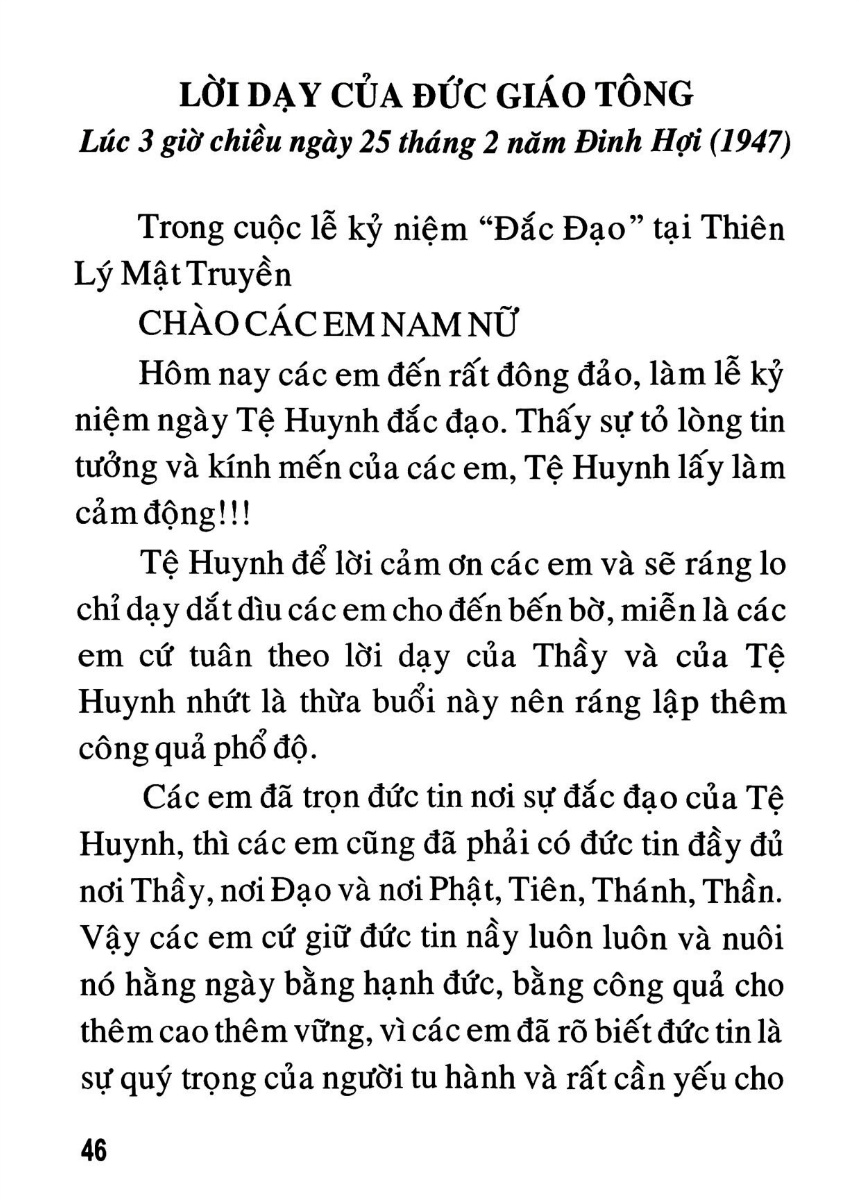 LỜI DẠY CỦA ĐỨC GIÁO TÔNG
Lúc 3 giờ chiều ngày 25 tháng 2 năm Đinh Hợi (1947)
Trong cuộc lễ kỷ niệm “Đắc Đạo” tại Thiên
Lý Mật Truyền
CHÀO CÁC EM NAM NỮ
Hôm nay các em đến rất đông đảo, làm lễ kỷ
niệm ngày Tệ Huynh đắc đạo. Thấy sự tỏ lòng tin
tưởng và kính mến của các em, Tệ Huynh lấy làm
cảm động!!!
Tệ Huynh để lời cảm ơn các em và sẽ ráng lo
chỉ dạy dắt dìu các em cho đến bến bờ, miễn là các
em cứ tuân theo lời dạy của Thầy và của Tệ
Huynh nhứt là thừa buổi này nên ráng lập thêm
công quả phổ độ.
Các em đã trọn đức tin nơi sự đắc đạo của Tệ
Huynh, thì các em cũng đã phải có đức tin đầy đủ
nơi Thầy, nơi Đạo và nơi Phật, Tiên, Thánh, Thần.
Vậy các em cứ giữ đức tin nầy luôn luôn và nuôi
nó hằng ngày bằng hạnh đức, bằng công quả cho
thêm cao thêm vững, vì các em đã rõ biết đức tin là
sự quý trọng của người tu hành và rất cần yếu cho
46